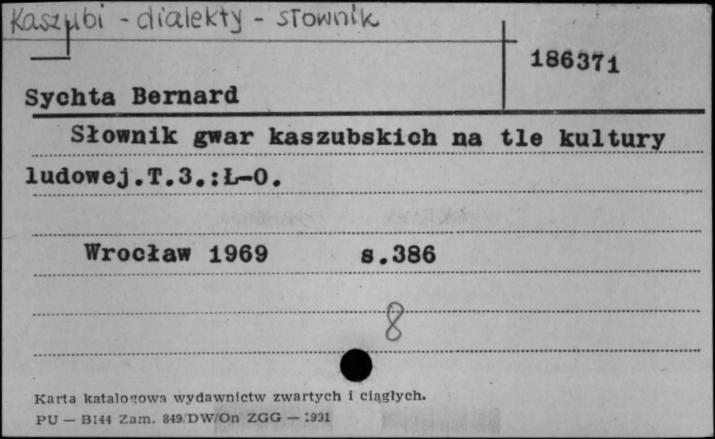 Kaszubi - dialekty - słownik
186371
Sychta Bernard
Słownik gwar kaszubskich na tle kultury
ludowej.T.3.:Ł-O.
Wrocław 1969 s.386
8
Karta katalogowa wydawnictw zwartych i ciągłych.
PU — B144 Zam. 849/DW/On ZGG — 1991